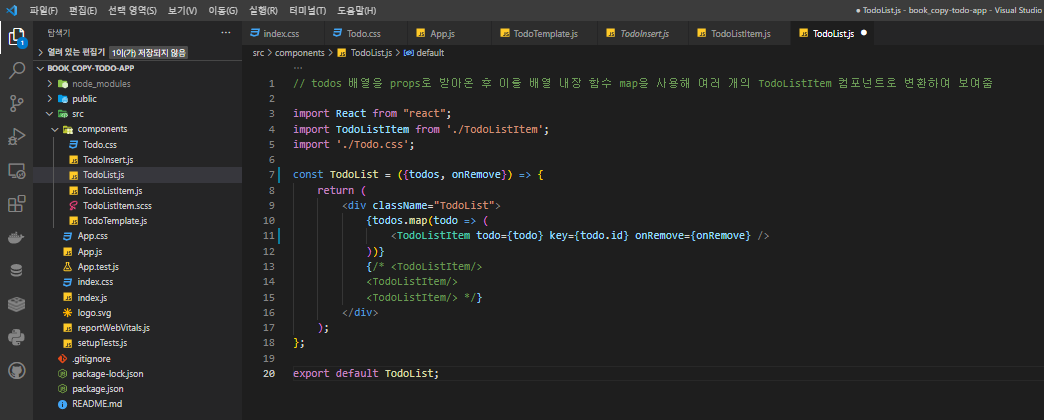 파일(F) 편집(E) 선택 영역(S) 보기(V) 이동(G) 실행(R) 터미널(T) 도움말(H)
● TodoList.js - book_copy-todo-app - Visual Studio
탐색기 ···
열려 있는 편집기 1이(가) 저장되지 않음
BOOK_COPY-TODO-APP
node_modules
public
src
components
Todo.css
TodoInsert.js
TodoList.js
TodoListItem.js
TodoListItem.scss
TodoTemplate.js
App.css
App.js
App.test.js
index.css
index.js
logo.svg
reportWebVitals.js
setupTests.js
.gitignore
package-lock.json
package.json
README.md
index.css Todo.css App.js TodoTemplate.js TodoInsert.js TodoListItem.js TodoList.js ●
src > components > TodoList.js > default
1 // todos 배열을 props로 받아온 후 이를 배열 내장 함수 map을 사용해 여러 개의 TodoListItem 컴포넌트로 변환하여 보여줌
2
3 import React from "react";
4 import TodoListItem from './TodoListItem';
5 import './Todo.css';
6
7 const TodoList = ({todos, onRemove}) => {
8 return (
9 <div className="TodoList">
10 {todos.map(todo => (
11 <TodoListItem todo={todo} key={todo.id} onRemove={onRemove} />
12 ))}
13 {/* <TodoListItem/>
14 <TodoListItem/>
15 <TodoListItem/> */}
16 </div>
17 );
18 };
19
20 export default TodoList;